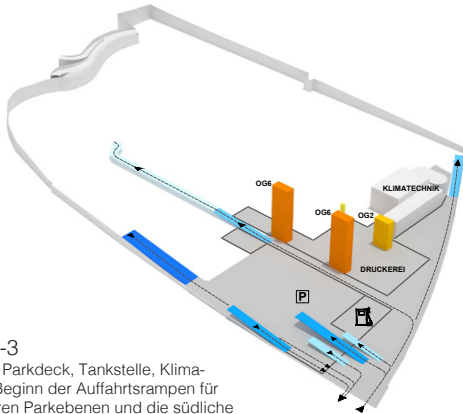 OG6
KLIMATECHNIK
OG6
OG2
DRUCKEREI
P
-3
Parkdeck, Tankstelle, Klima-
Beginn der Auffahrtsrampen für
ren Parkebenen und die südliche